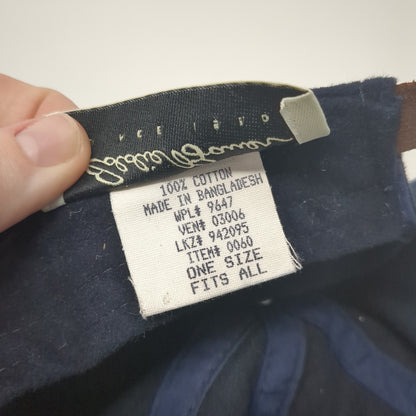 100% COTTON
MADE IN BANGLADESH
WPL# 9647
VEN# 03006
LKZ# 942095
ITEM# 0060
ONE SIZE
FITS ALL